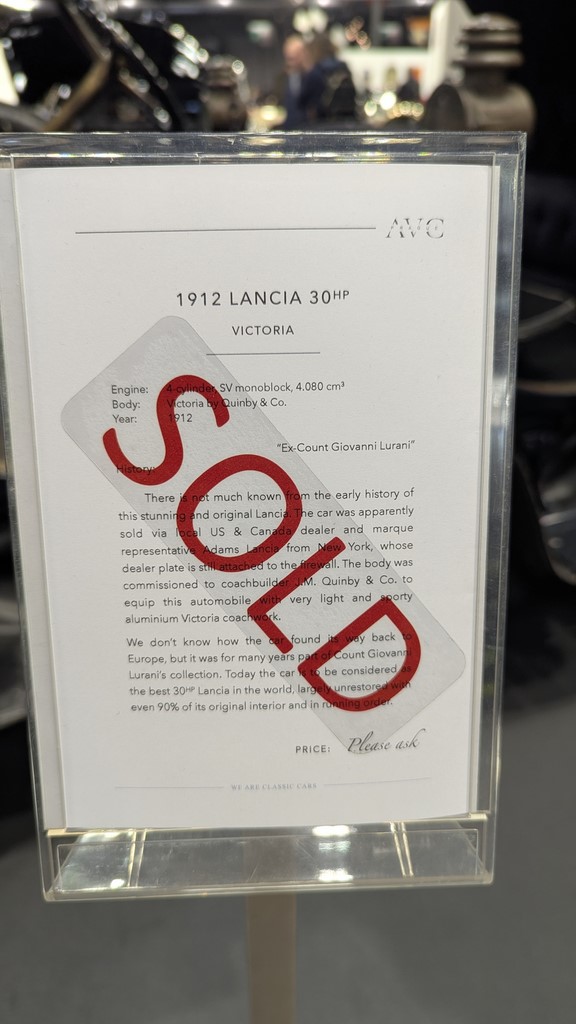 AVC
1912 LANCIA 30HP
VICTORIA
Engine: 4-cylinder, SV monoblock, 4.080 cm³
Body: Victoria by Quinby & Co.
Year: 1912
"Ex-Count Giovanni Lurani"
History:
There is not much known from the early history of
this stunning and original Lancia. The car was apparently
sold via local US & Canada dealer and marque
representative Adams Lancia from New York, whose
dealer plate is still attached to the firewall. The body was
commissioned to coachbuilder J.M. Quinby & Co. to
equip this automobile with very light and sporty
aluminium Victoria coachwork.
We don't know how the car found its way back to
Europe, but it was for many years part of Count Giovanni
Lurani's collection. Today the car is to be considered as
the best 30HP Lancia in the world, largely unrestored with
even 90% of its original interior and in running order.
SOLD
PRICE: Please ask
WE ARE CLASSIC CARS